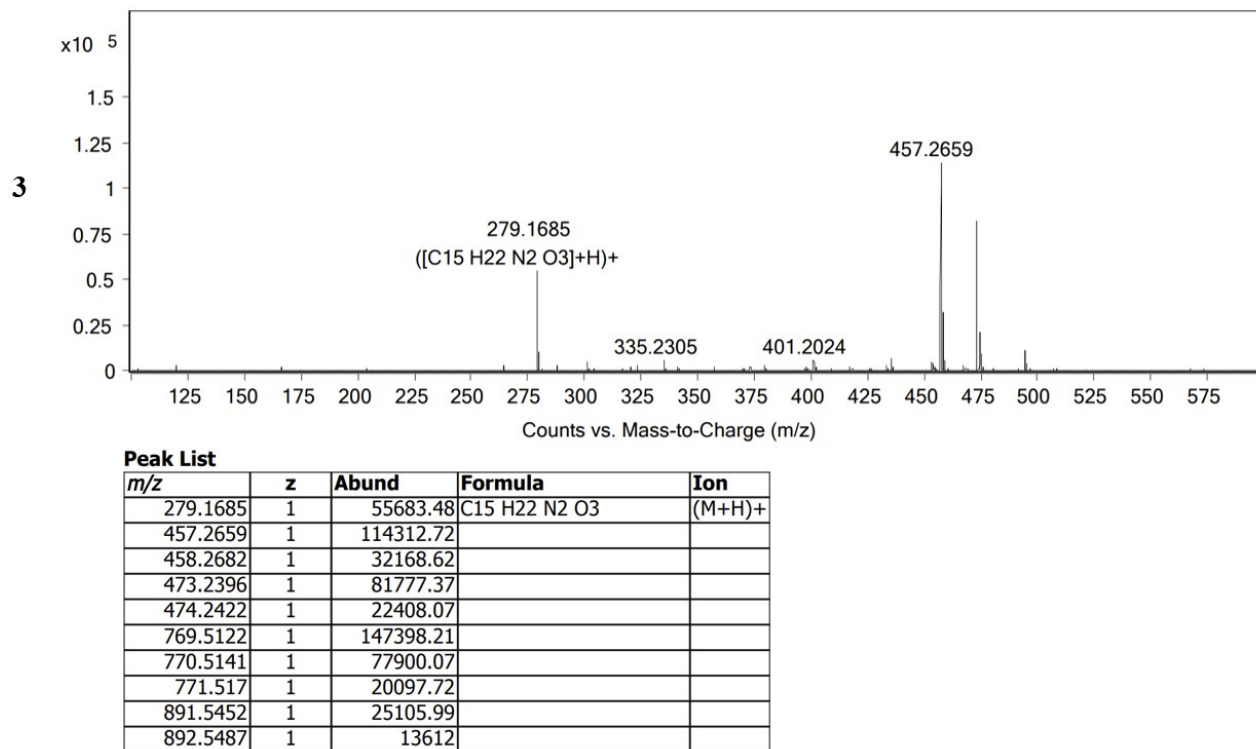 x10 5
1.5
1.25
1
0.75
0.5
0.25
0
3
457.2659
279.1685
([C15 H22 N2 O3]+H)+
335.2305
401.2024
125 150 175 200 225 250 275 300 325 350 375 400 425 450 475 500 525 550 575
Counts vs. Mass-to-Charge (m/z)
Peak List
m/z z Abund Formula Ion
279.1685 1 55683.48 C15 H22 N2 O3 (M+H)+
457.2659 1 114312.72
458.2682 1 32168.62
473.2396 1 81777.37
474.2422 1 22408.07
769.5122 1 147398.21
770.5141 1 77900.07
771.517 1 20097.72
891.5452 1 25105.99
892.5487 1 13612